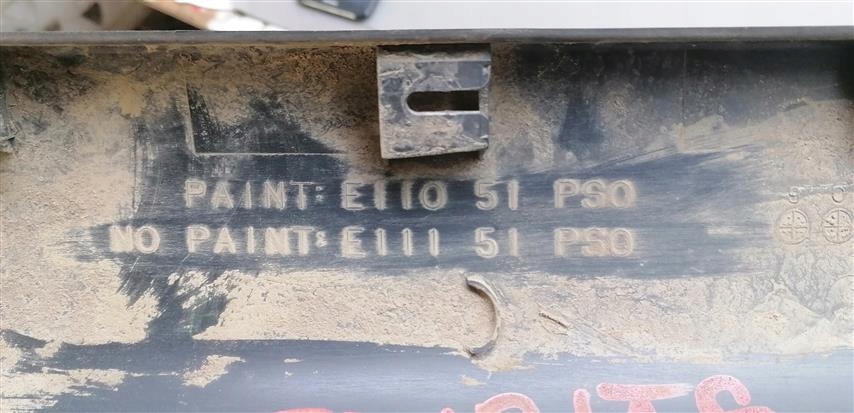 PAINT: E110 51 PSO
NO PAINT: E111 51 PSO